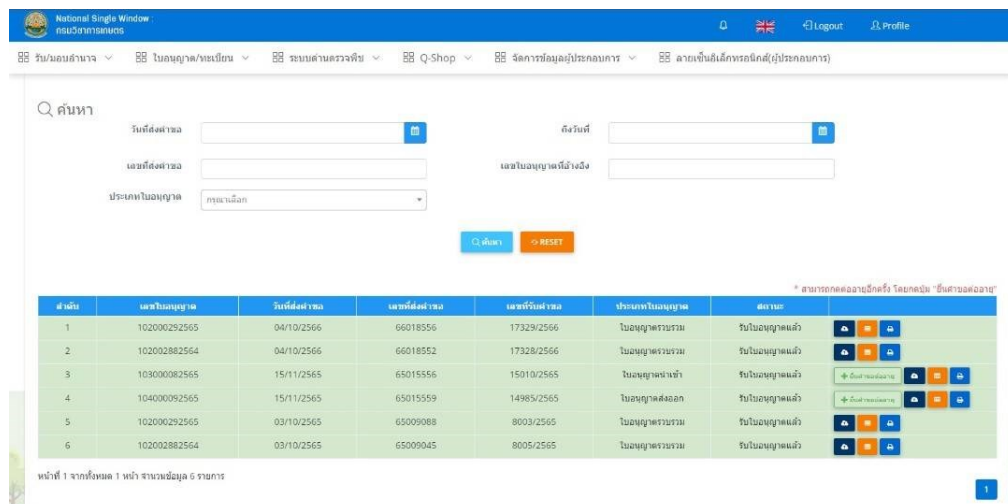 National Single Window :
กรมวิชาการเกษตร
Logout Profile
รับ/มอบอำนาจ ใบอนุญาต/ทะเบียน ระบบด่านตรวจพืช Q-Shop จัดการข้อมูลผู้ประกอบการ ลายเซ็นอิเล็กทรอนิกส์(ผู้ประกอบการ)
ค้นหา
วันที่ส่งคำขอ ถึงวันที่
เลขที่ส่งคำขอ เลขใบอนุญาตที่อ้างอิง
ประเภทใบอนุญาต กรุณาเลือก
ค้นหา RESET
* สามารถกดต่ออายุอีกครั้ง โดยกดปุ่ม "ยื่นคำขอต่ออายุ"
ลำดับ เลขใบอนุญาต วันที่ส่งคำขอ เลขที่ส่งคำขอ เลขที่รับคำขอ ประเภทใบอนุญาต สถานะ
1 102000292565 04/10/2566 66018556 17329/2566 ใบอนุญาตรวบรวม รับใบอนุญาตแล้ว
2 102002882564 04/10/2566 66018552 17328/2566 ใบอนุญาตรวบรวม รับใบอนุญาตแล้ว
3 103000082565 15/11/2565 65015556 15010/2565 ใบอนุญาตนำเข้า รับใบอนุญาตแล้ว ยื่นคำขอต่ออายุ
4 104000092565 15/11/2565 65015559 14985/2565 ใบอนุญาตส่งออก รับใบอนุญาตแล้ว ยื่นคำขอต่ออายุ
5 102000292565 03/10/2565 65009088 8003/2565 ใบอนุญาตรวบรวม รับใบอนุญาตแล้ว
6 102002882564 03/10/2565 65009045 8005/2565 ใบอนุญาตรวบรวม รับใบอนุญาตแล้ว
หน้าที่ 1 จากทั้งหมด 1 หน้า จำนวนข้อมูล 6 รายการ
1